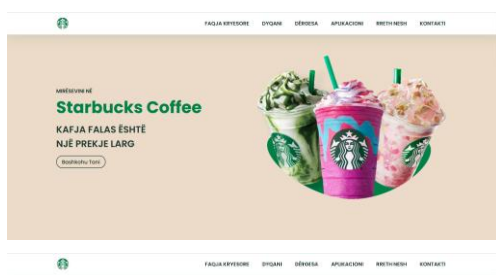 FAQJA KRYESORE DYQANI DËRGESA APLIKACIONI RRETH NESH KONTAKTI
MIRËSEVINI NË
Starbucks Coffee
KAFJA FALAS ËSHTË
NJË PREKJE LARG
Bashkohu Tani
FAQJA KRYESORE DYQANI DËRGESA APLIKACIONI RRETH NESH KONTAKTI